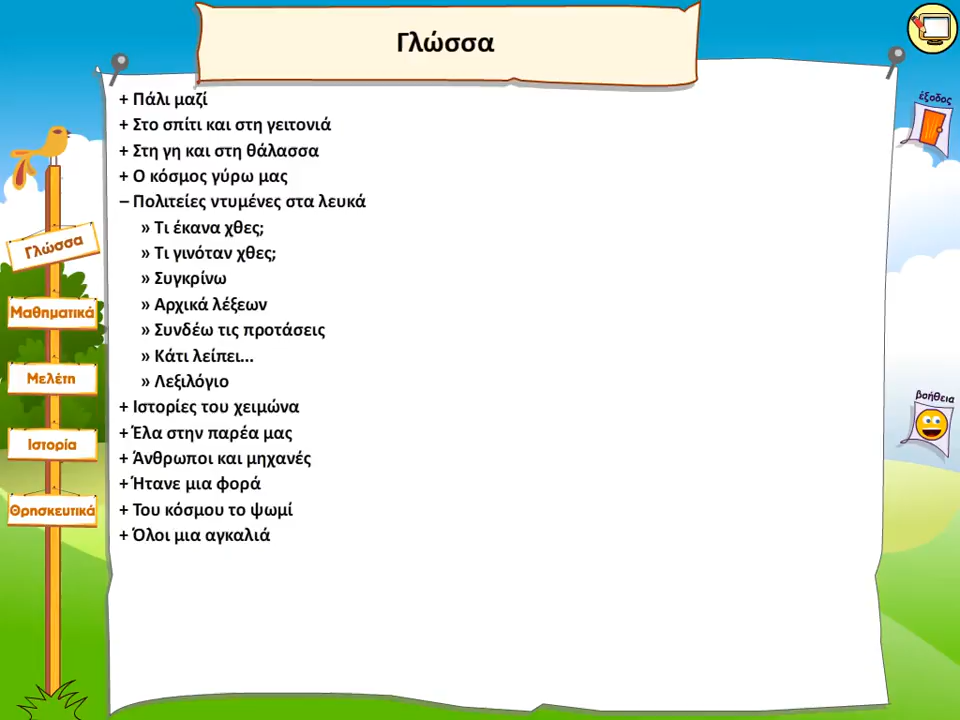 Γλώσσα
+ Πάλι μαζί
+ Στο σπίτι και στη γειτονιά
+ Στη γη και στη θάλασσα
+ Ο κόσμος γύρω μας
– Πολιτείες ντυμένες στα λευκά
» Τι έκανα χθες;
» Τι γινόταν χθες;
» Συγκρίνω
» Αρχικά λέξεων
» Συνδέω τις προτάσεις
» Κάτι λείπει...
» Λεξιλόγιο
+ Ιστορίες του χειμώνα
+ Έλα στην παρέα μας
+ Άνθρωποι και μηχανές
+ Ήτανε μια φορά
+ Του κόσμου το ψωμί
+ Όλοι μια αγκαλιά
Γλώσσα
Μαθηματικά
Μελέτη
Ιστορία
Θρησκευτικά
έξοδος
βοήθεια